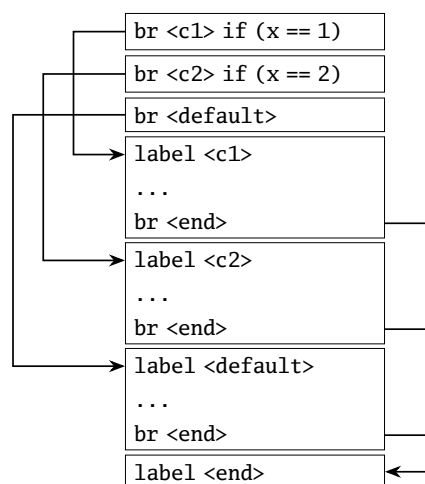 br <c1> if (x == 1)
br <c2> if (x == 2)
br <default>
label <c1>
...
br <end>
label <c2>
...
br <end>
label <default>
...
br <end>
label <end>